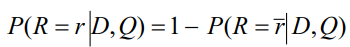 P(R = r|D,Q) = 1 − P(R = r̅|D,Q)